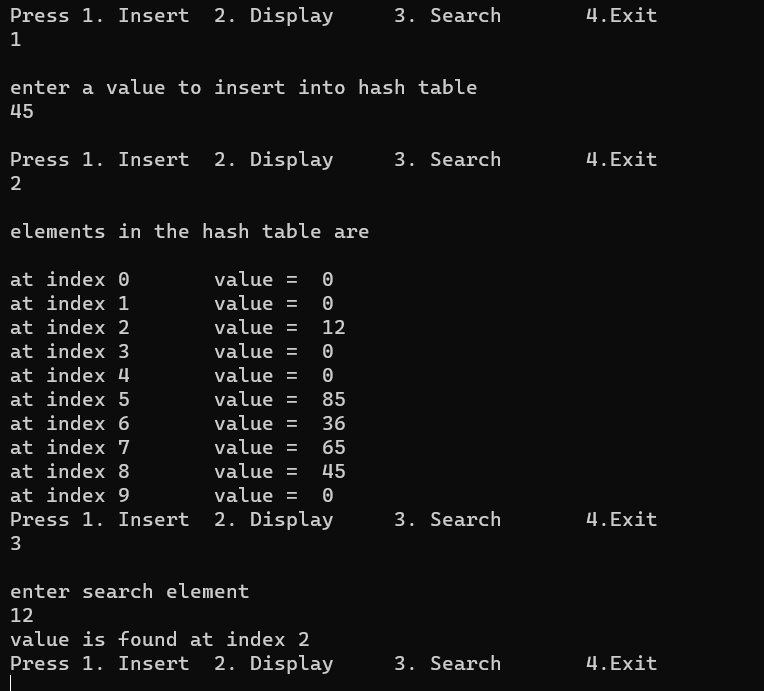 Press 1. Insert  2. Display     3. Search       4.Exit
1
enter a value to insert into hash table
45
Press 1. Insert  2. Display     3. Search       4.Exit
2
elements in the hash table are
at index 0       value =  0
at index 1       value =  0
at index 2       value =  12
at index 3       value =  0
at index 4       value =  0
at index 5       value =  85
at index 6       value =  36
at index 7       value =  65
at index 8       value =  45
at index 9       value =  0
Press 1. Insert  2. Display     3. Search       4.Exit
3
enter search element
12
value is found at index 2
Press 1. Insert  2. Display     3. Search       4.Exit